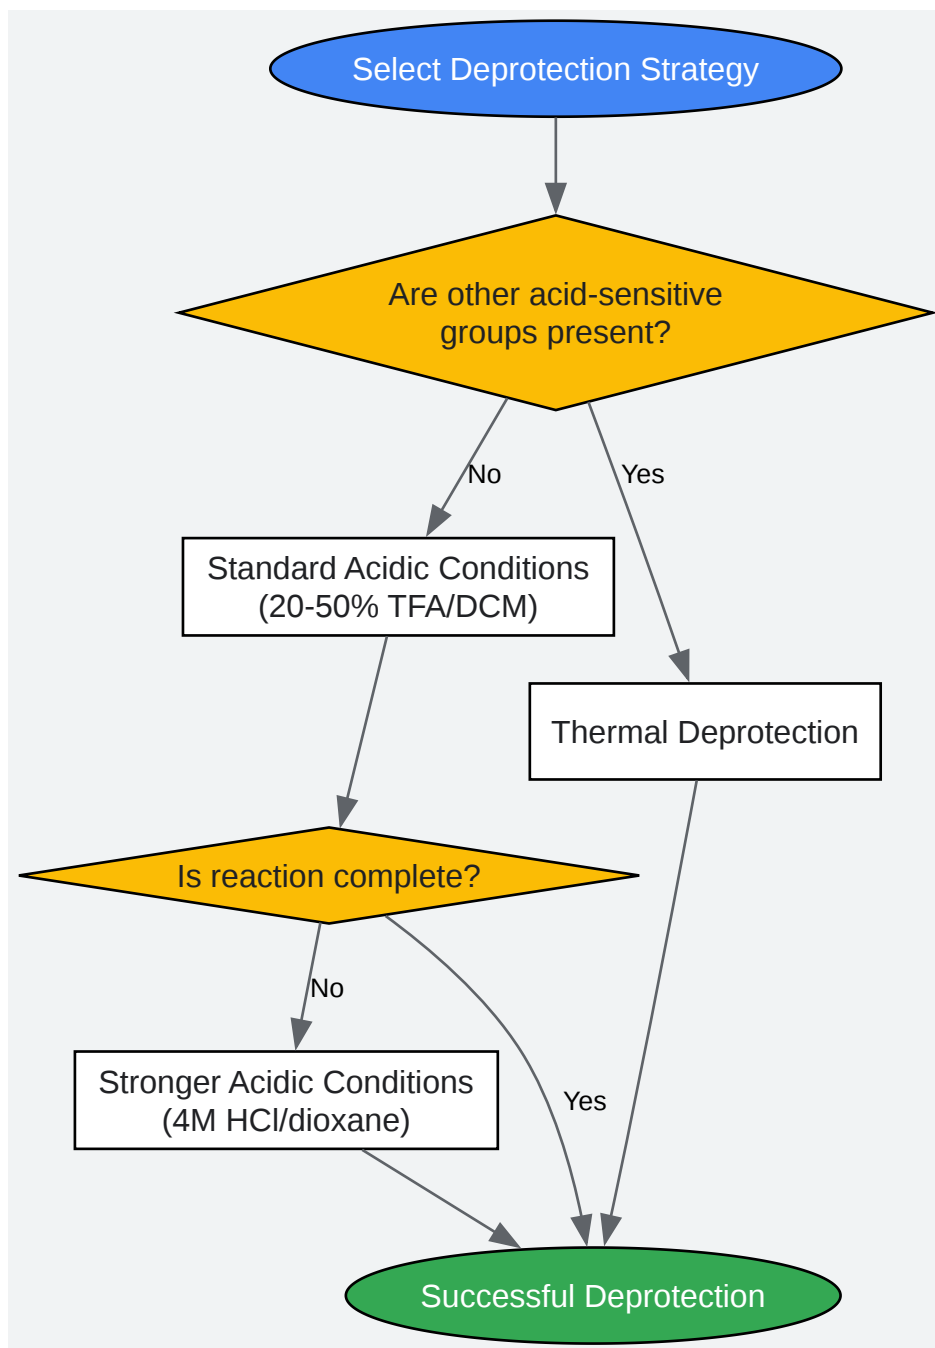 Select Deprotection Strategy
Are other acid-sensitive
groups present?
No
Yes
Standard Acidic Conditions
(20-50% TFA/DCM)
Thermal Deprotection
Is reaction complete?
No
Stronger Acidic Conditions
(4M HCl/dioxane)
Yes
Successful Deprotection